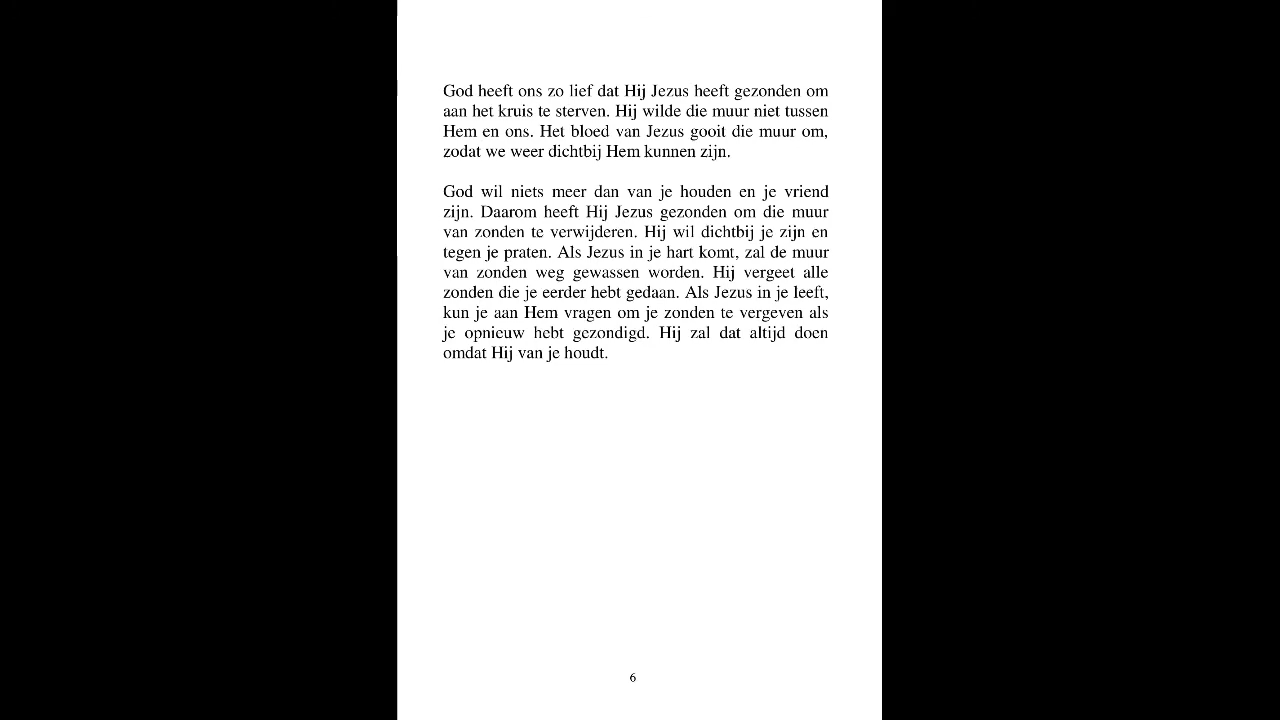 God heeft ons zo lief dat Hij Jezus heeft gezonden om
aan het kruis te sterven. Hij wilde die muur niet tussen
Hem en ons. Het bloed van Jezus gooit die muur om,
zodat we weer dichtbij Hem kunnen zijn.
God wil niets meer dan van je houden en je vriend
zijn. Daarom heeft Hij Jezus gezonden om die muur
van zonden te verwijderen. Hij wil dichtbij je zijn en
tegen je praten. Als Jezus in je hart komt, zal de muur
van zonden weg gewassen worden. Hij vergeet alle
zonden die je eerder hebt gedaan. Als Jezus in je leeft,
kun je aan Hem vragen om je zonden te vergeven als
je opnieuw hebt gezondigd. Hij zal dat altijd doen
omdat Hij van je houdt.
6